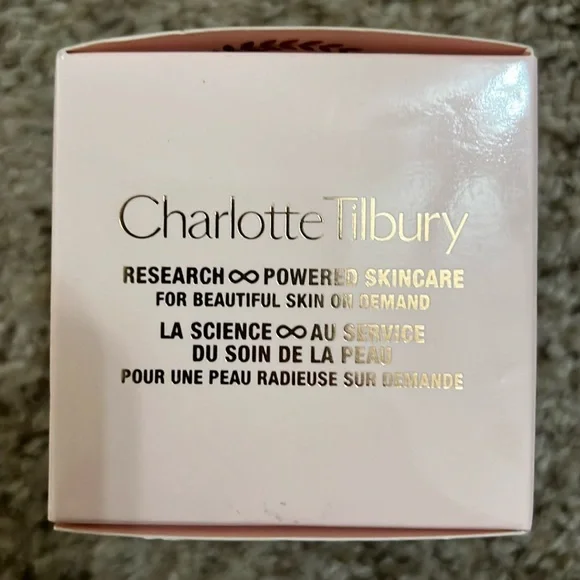 Charlotte Tilbury
RESEARCH ∞ POWERED SKINCARE
FOR BEAUTIFUL SKIN ON DEMAND
LA SCIENCE ∞ AU SERVICE
DU SOIN DE LA PEAU
POUR UNE PEAU RADIEUSE SUR DEMANDE